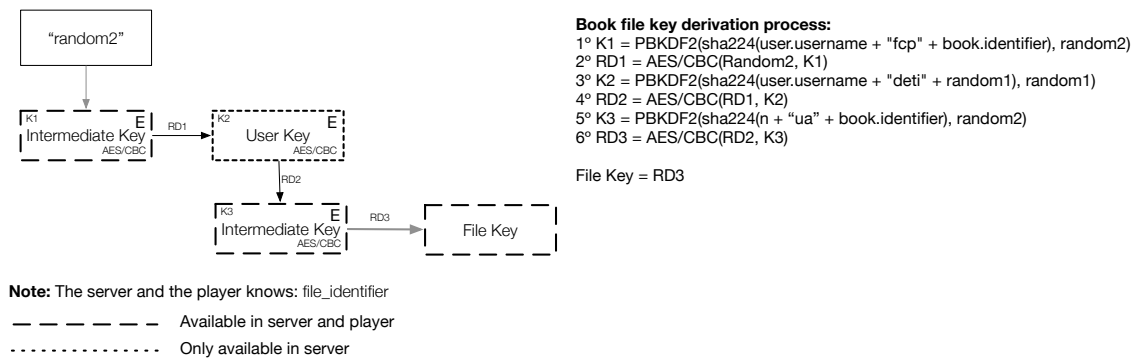 “random2”
K1
E
Intermediate Key
AES/CBC
RD1
K2
E
User Key
AES/CBC
RD2
K3
E
Intermediate Key
AES/CBC
RD3
File Key
Book file key derivation process:
1º K1 = PBKDF2(sha224(user.username + "fcp" + book.identifier), random2)
2º RD1 = AES/CBC(Random2, K1)
3º K2 = PBKDF2(sha224(user.username + "deti" + random1), random1)
4º RD2 = AES/CBC(RD1, K2)
5º K3 = PBKDF2(sha224(n + “ua” + book.identifier), random2)
6º RD3 = AES/CBC(RD2, K3)
File Key = RD3
Note: The server and the player knows: file_identifier
Available in server and player
Only available in server